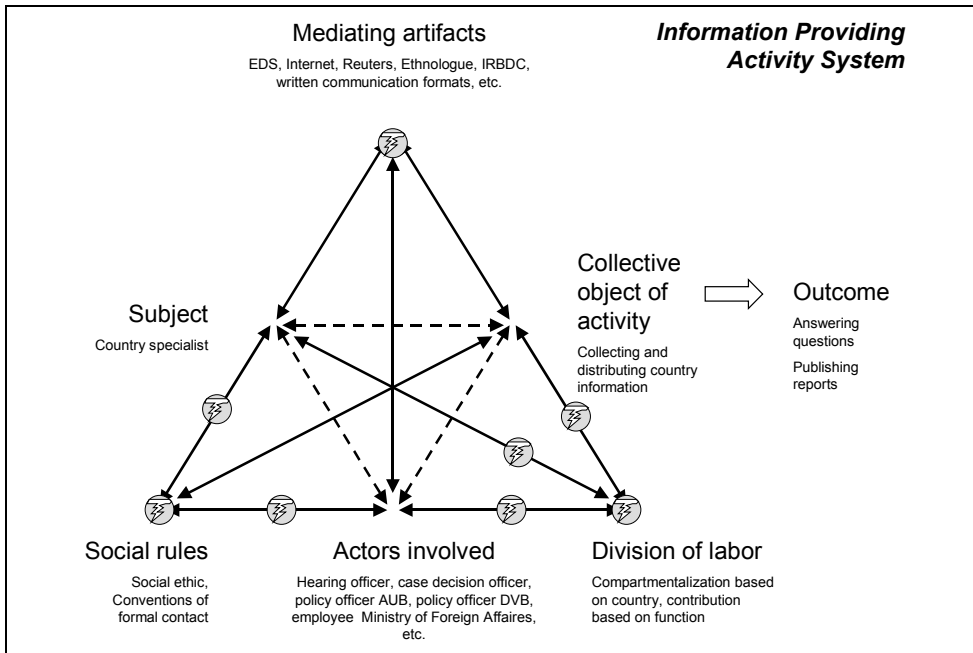 Mediating artifacts
EDS, Internet, Reuters, Ethnologue, IRBDC,
written communication formats, etc.
Information Providing
Activity System
Subject
Country specialist
Collective
object of
activity
Collecting and
distributing country
information
Outcome
Answering
questions
Publishing
reports
Social rules
Social ethic,
Conventions of
formal contact
Actors involved
Hearing officer, case decision officer,
policy officer AUB, policy officer DVB,
employee Ministry of Foreign Affaires,
etc.
Division of labor
Compartmentalization based
on country, contribution
based on function